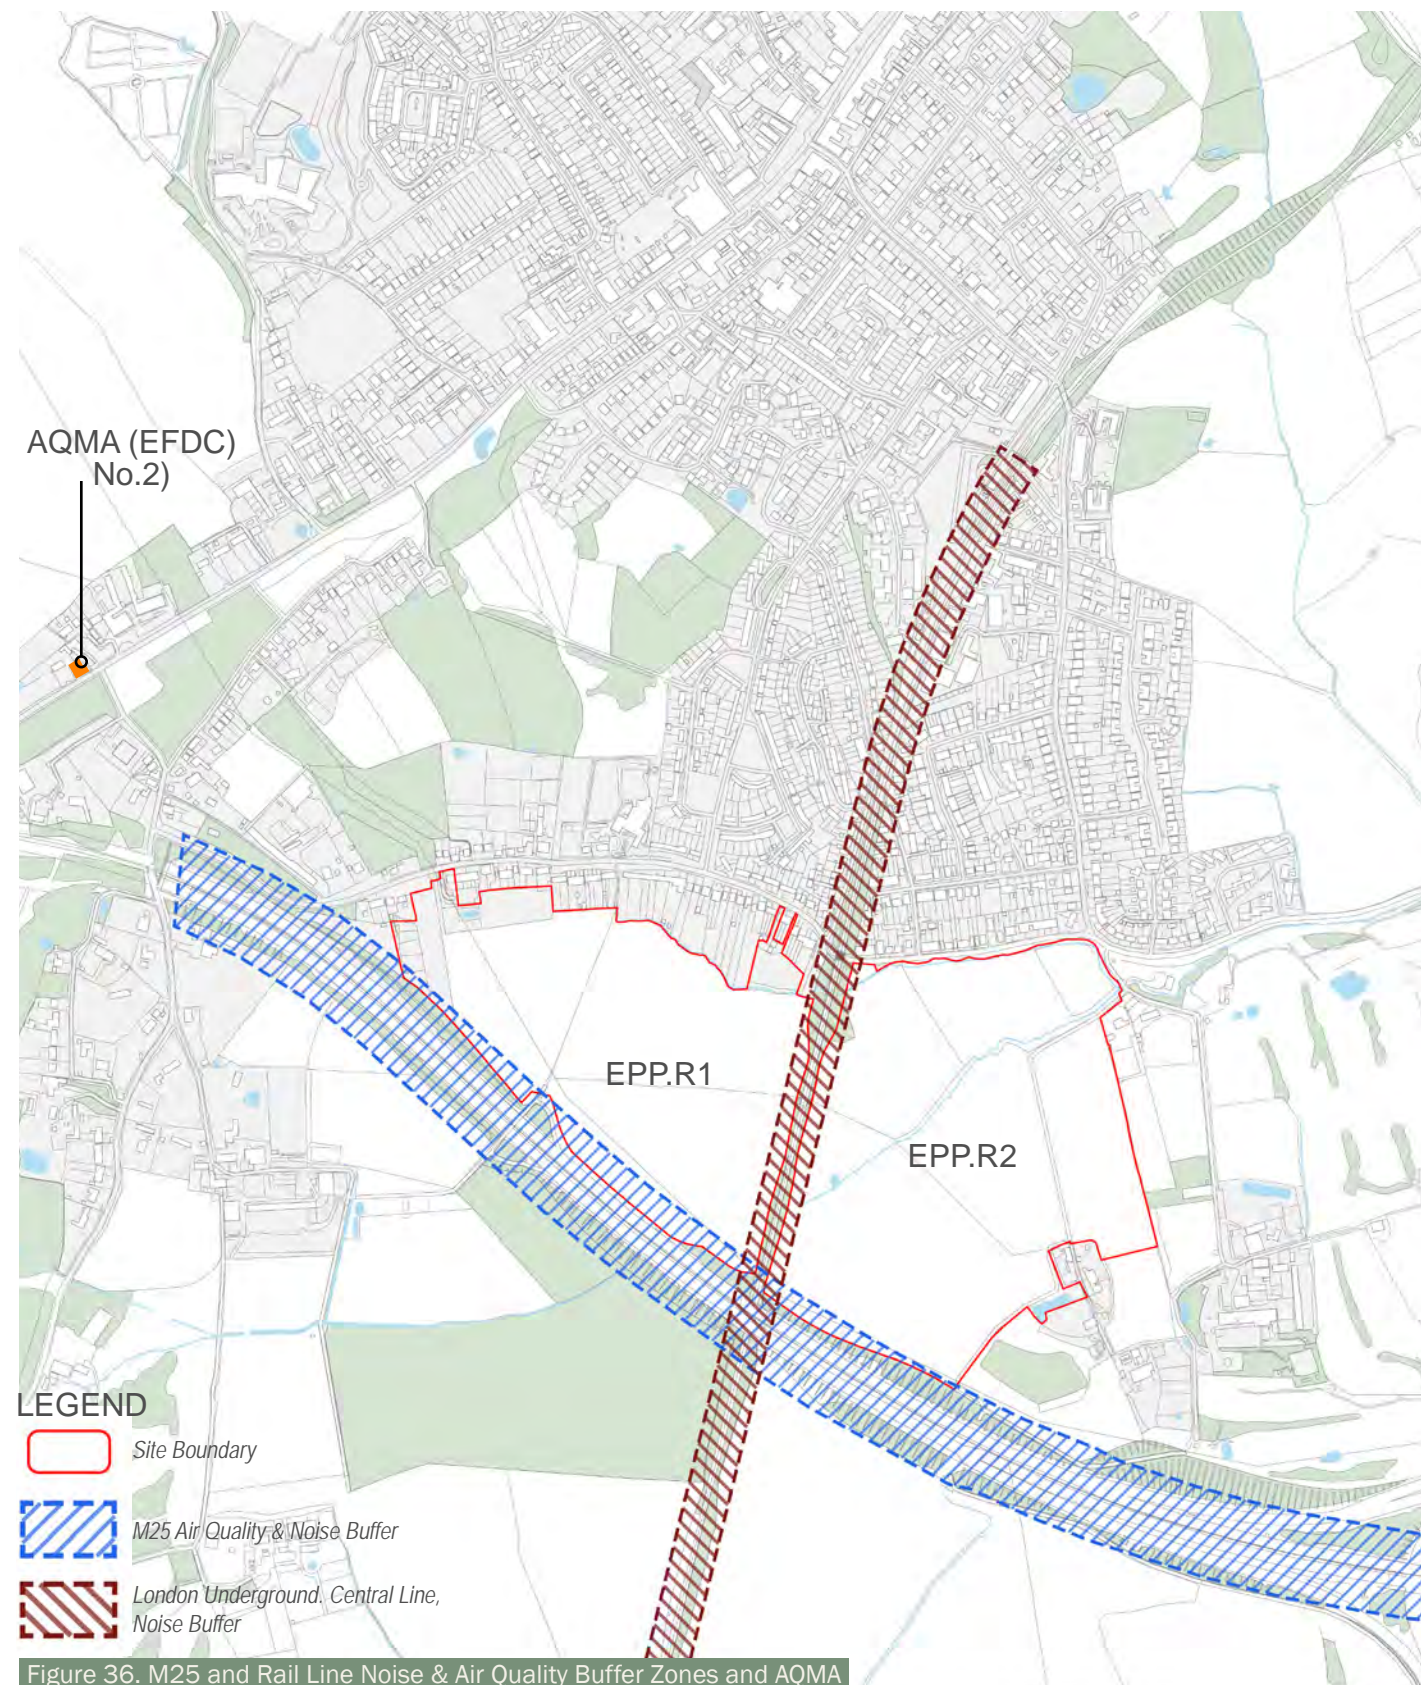 AQMA (EFDC)
No.2)
EPP.R1
EPP.R2
LEGEND
Site Boundary
M25 Air Quality & Noise Buffer
London Underground. Central Line,
Noise Buffer
Figure 36. M25 and Rail Line Noise & Air Quality Buffer Zones and AQMA